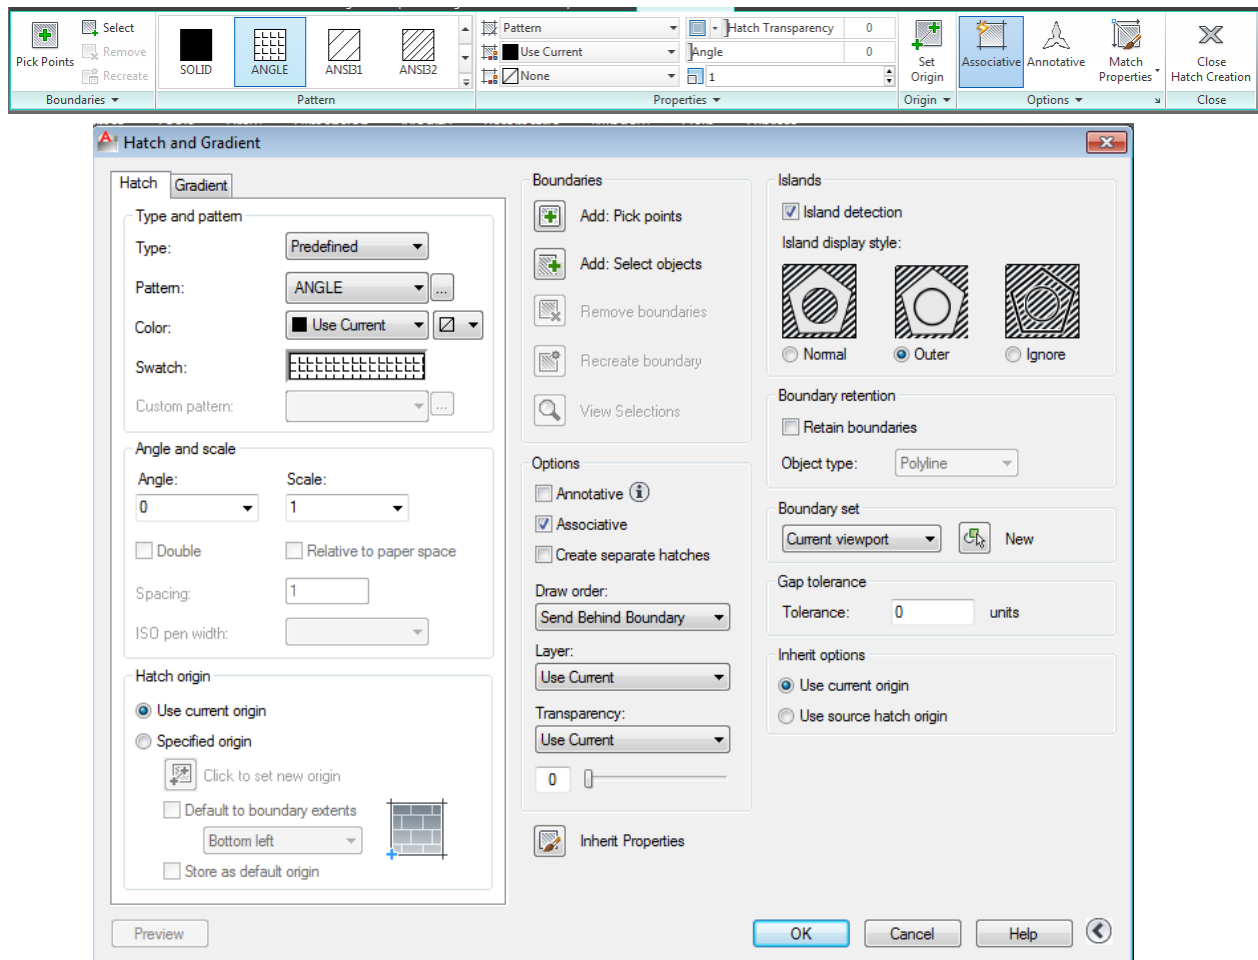 Pick Points
Select
Remove
Recreate
Boundaries
SOLID
ANGLE
ANSI31
ANSI32
Pattern
Pattern
Use Current
None
Hatch Transparency 0
Angle 0
1
Properties
Set Origin
Origin
Associative
Annotative
Match Properties
Options
Close Hatch Creation
Close
Hatch and Gradient
Hatch
Gradient
Type and pattern
Type: Predefined
Pattern: ANGLE ...
Color: Use Current
Swatch:
Custom pattern: ...
Angle and scale
Angle: Scale:
0 1
Double Relative to paper space
Spacing: 1
ISO pen width:
Hatch origin
Use current origin
Specified origin
Click to set new origin
Default to boundary extents
Bottom left
Store as default origin
Boundaries
Add: Pick points
Add: Select objects
Remove boundaries
Recreate boundary
View Selections
Options
Annotative
Associative
Create separate hatches
Draw order:
Send Behind Boundary
Layer:
Use Current
Transparency:
Use Current
0
Inherit Properties
Islands
Island detection
Island display style:
Normal Outer Ignore
Boundary retention
Retain boundaries
Object type: Polyline
Boundary set
Current viewport New
Gap tolerance
Tolerance: 0 units
Inherit options
Use current origin
Use source hatch origin
Preview OK Cancel Help